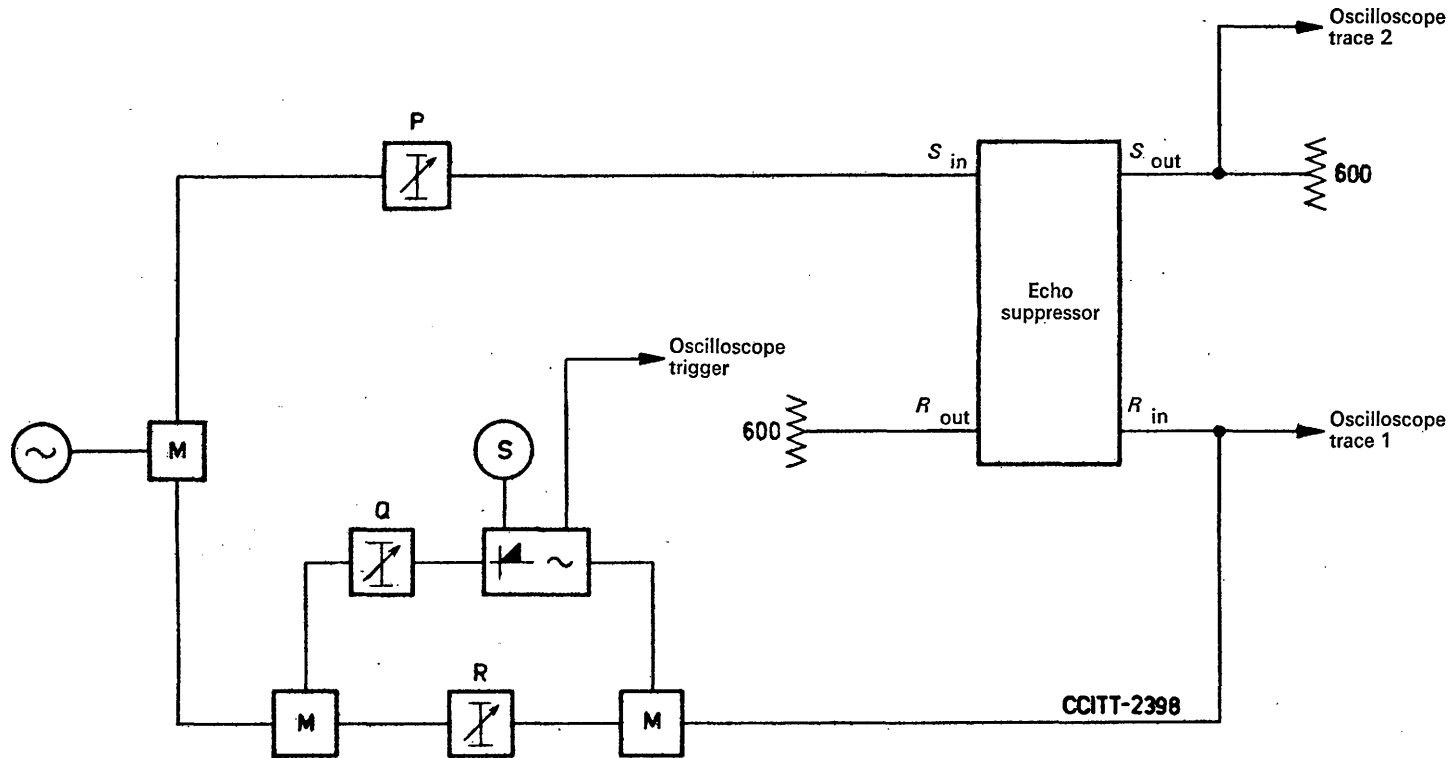 Oscilloscope
trace 2
P
S in
S out
600
Echo
suppressor
Oscilloscope
trigger
R out
R in
600
Oscilloscope
trace 1
M
S
Q
R
M
M
CCITT-2398